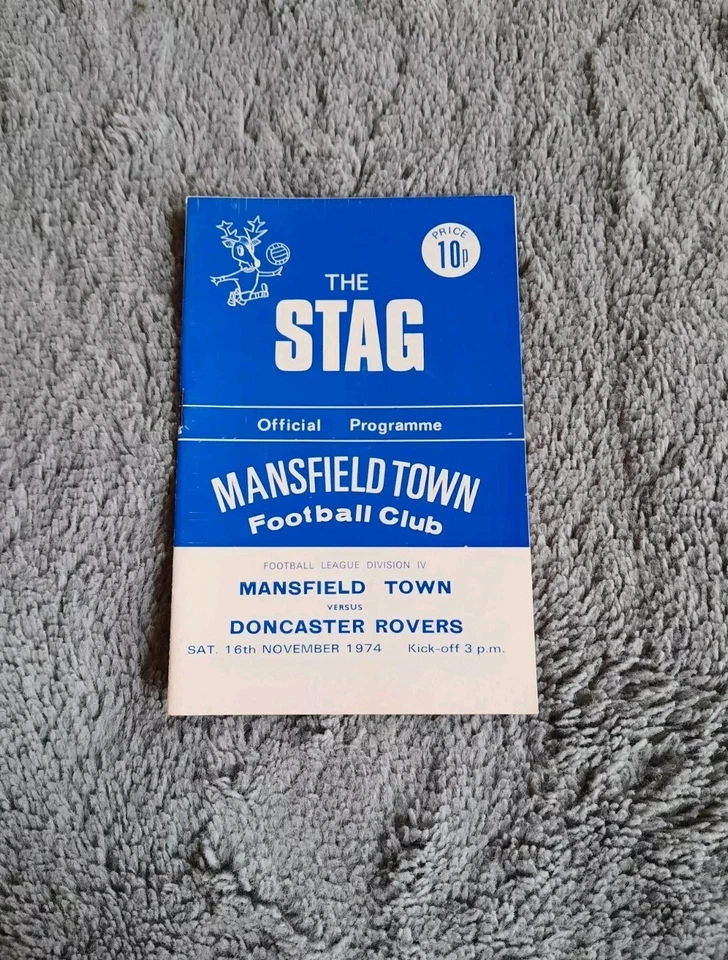 PRICE
10p
THE
STAG
Official Programme
MANSFIELD TOWN
Football Club
FOOTBALL LEAGUE DIVISION IV
MANSFIELD TOWN
VERSUS
DONCASTER ROVERS
SAT. 16th NOVEMBER 1974 Kick-off 3 p.m.